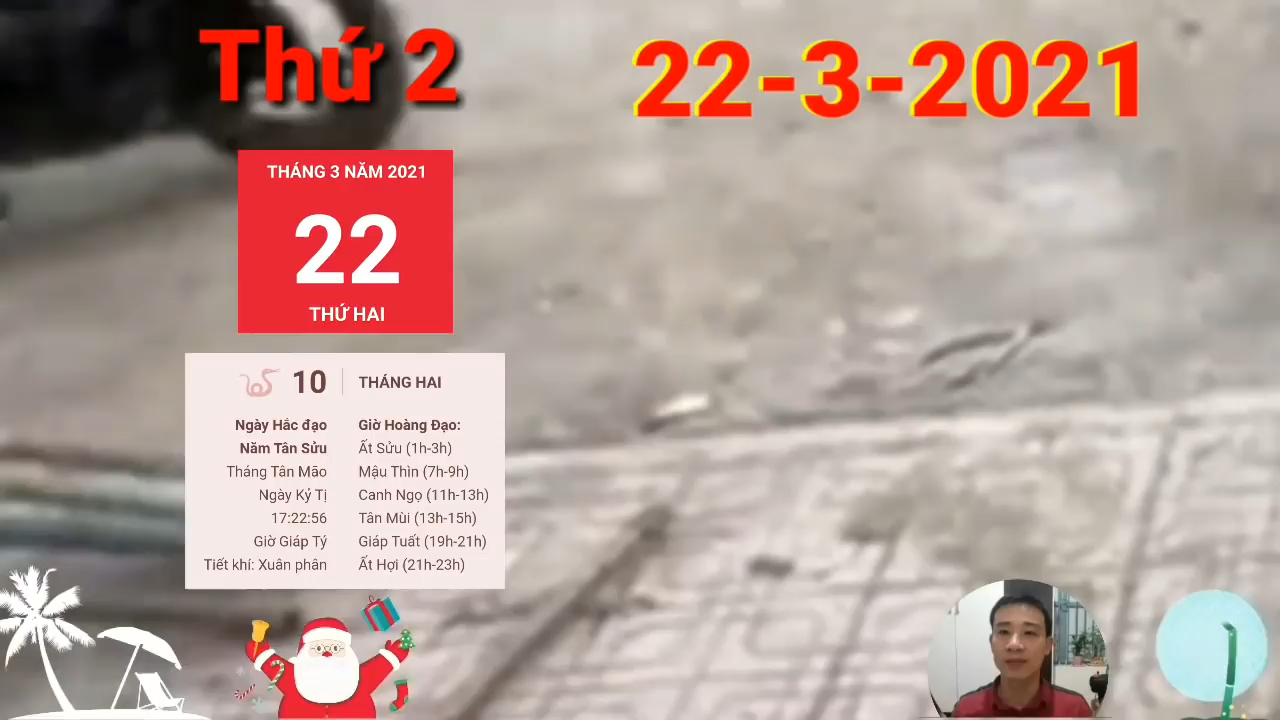 Thứ 2
22-3-2021
THÁNG 3 NĂM 2021
22
THỨ HAI
10
THÁNG HAI
Ngày Hắc đạo
Năm Tân Sửu
Tháng Tân Mão
Ngày Kỷ Tị
17:22:56
Giờ Giáp Tý
Tiết khí: Xuân phân
Giờ Hoàng Đạo:
Ất Sửu (1h-3h)
Mậu Thìn (7h-9h)
Canh Ngọ (11h-13h)
Tân Mùi (13h-15h)
Giáp Tuất (19h-21h)
Ất Hợi (21h-23h)